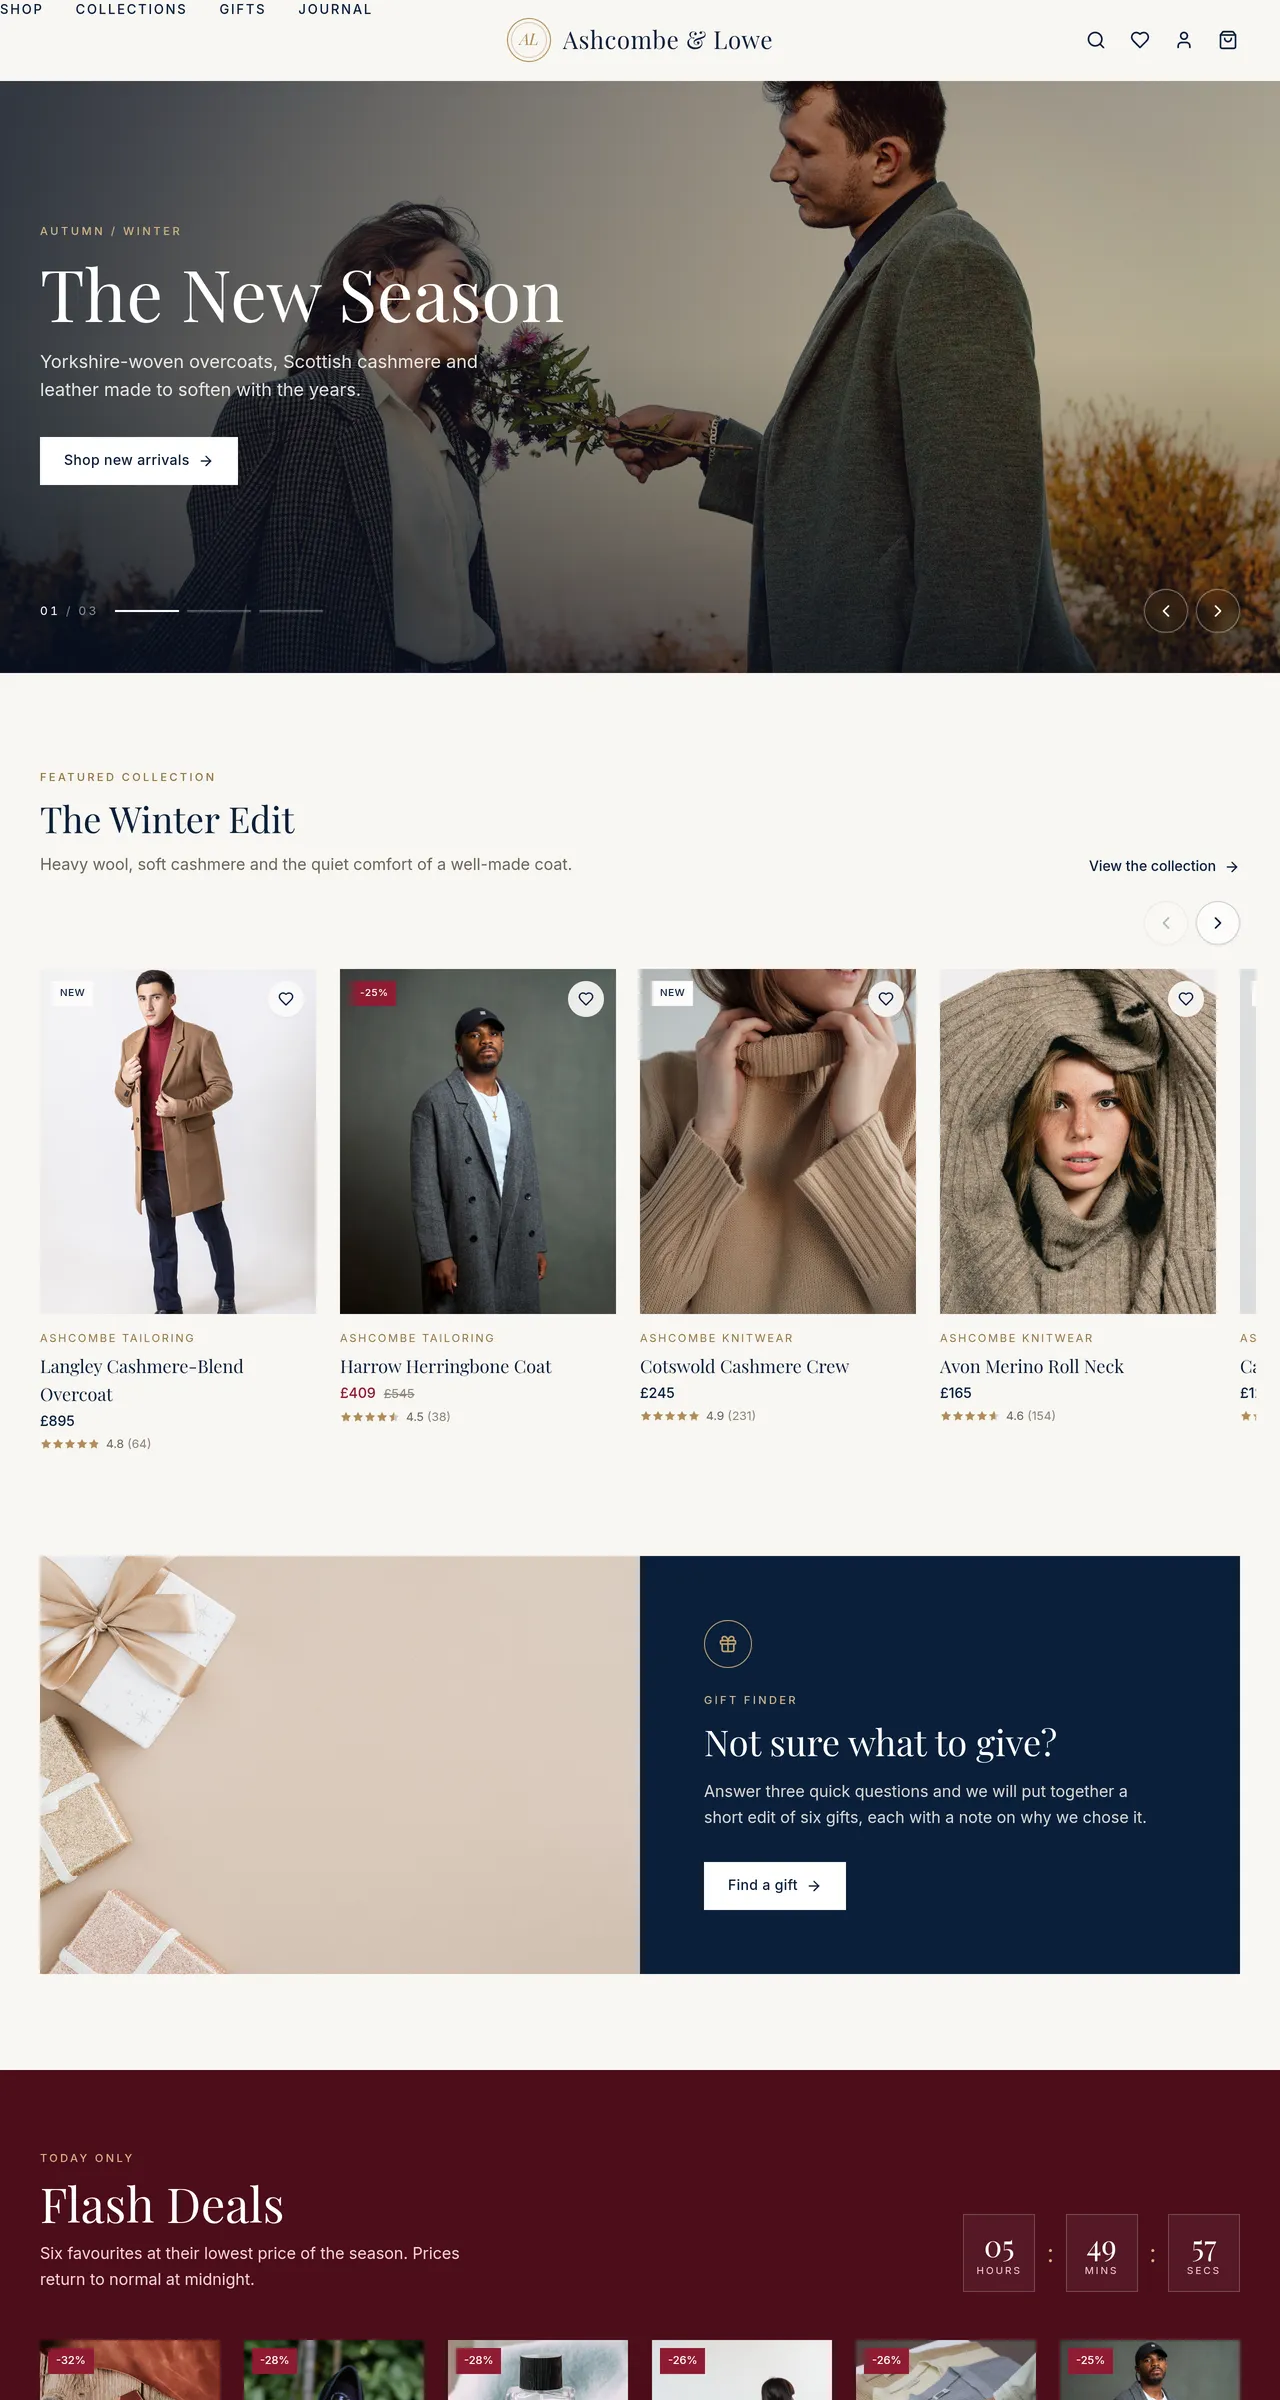 SHOP COLLECTIONS GIFTS JOURNAL
AL Ashcombe & Lowe
AUTUMN / WINTER
The New Season
Yorkshire-woven overcoats, Scottish cashmere and
leather made to soften with the years.
Shop new arrivals
01 / 03
FEATURED COLLECTION
The Winter Edit
Heavy wool, soft cashmere and the quiet comfort of a well-made coat.
View the collection
NEW
-25%
NEW
ASHCOMBE TAILORING
Langley Cashmere-Blend
Overcoat
£895
4.8 (64)
ASHCOMBE TAILORING
Harrow Herringbone Coat
£409 £545
4.5 (38)
ASHCOMBE KNITWEAR
Cotswold Cashmere Crew
£245
4.9 (231)
ASHCOMBE KNITWEAR
Avon Merino Roll Neck
£165
4.6 (154)
AS
Ca
GIFT FINDER
Not sure what to give?
Answer three quick questions and we will put together a
short edit of six gifts, each with a note on why we chose it.
Find a gift
TODAY ONLY
Flash Deals
Six favourites at their lowest price of the season. Prices
return to normal at midnight.
05 : 49 : 57
HOURS MINS SECS
-32% -28% -28% -26% -26% -25%